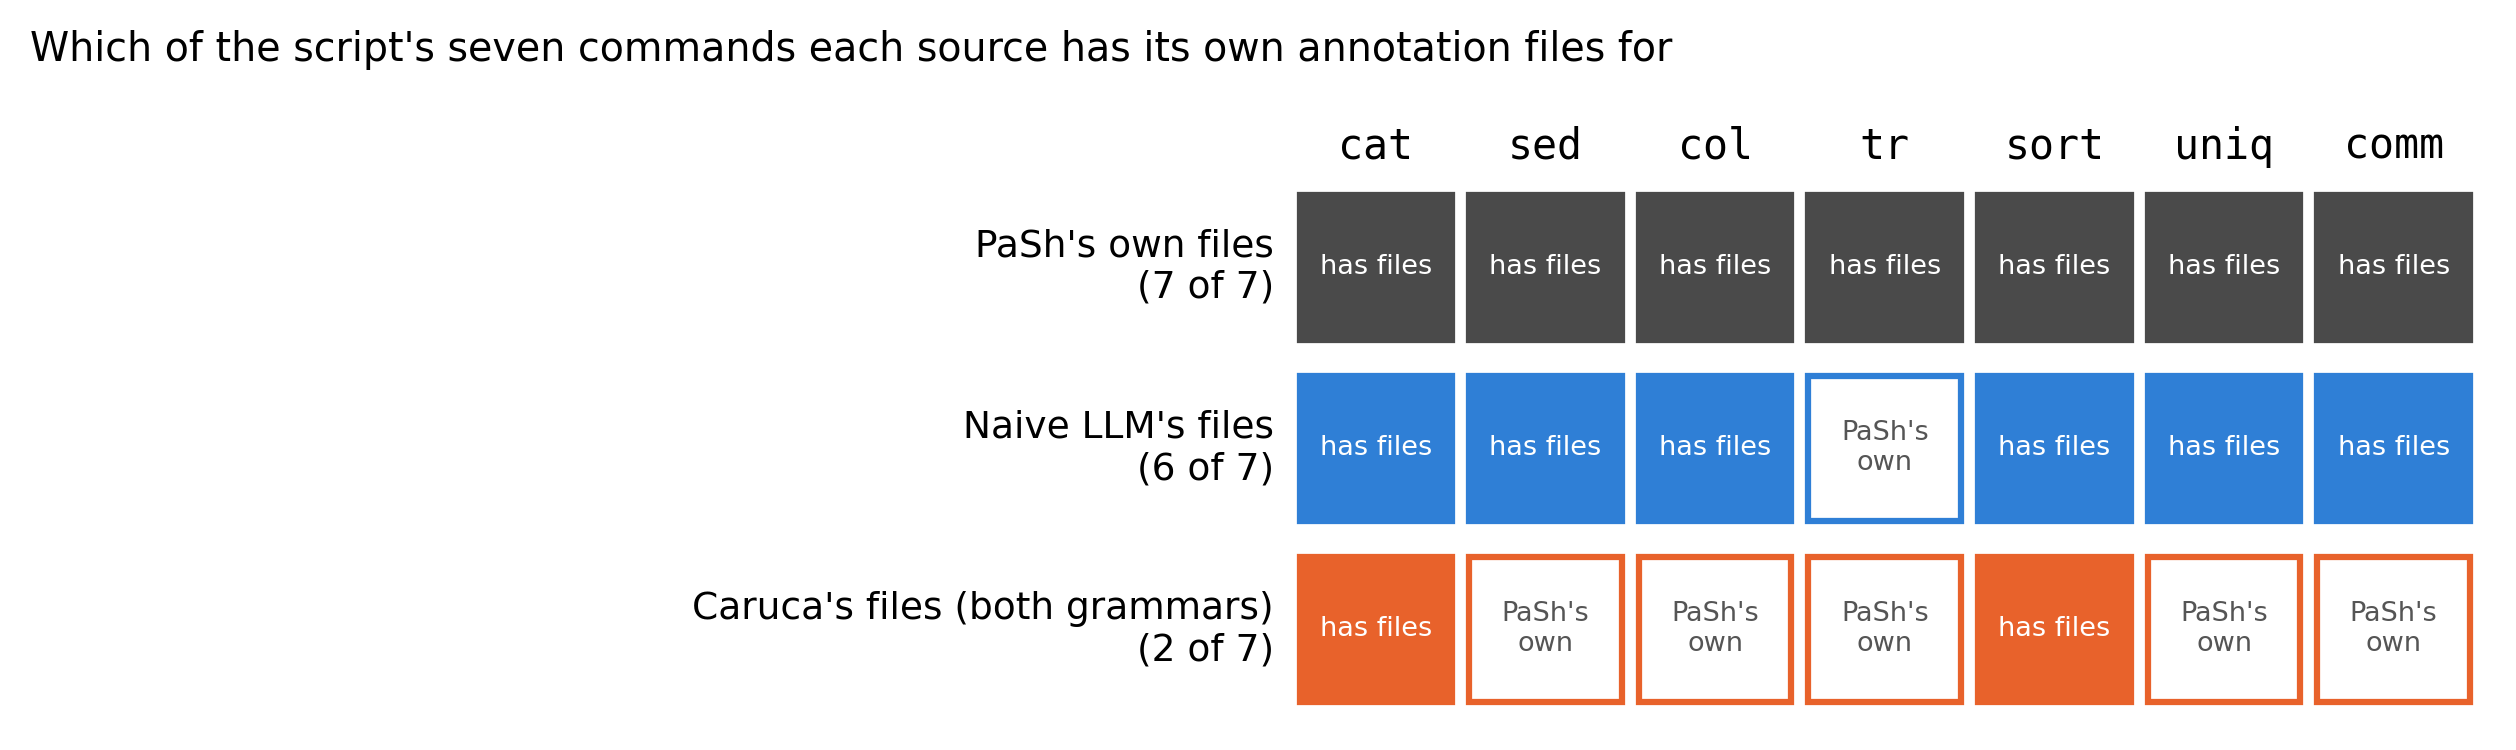 Which of the script's seven commands each source has its own annotation files for
cat sed col tr sort uniq comm
PaSh's own files
(7 of 7)
has files has files has files has files has files has files has files
Naive LLM's files
(6 of 7)
has files has files has files PaSh's own has files has files has files
Caruca's files (both grammars)
(2 of 7)
has files PaSh's own PaSh's own PaSh's own has files PaSh's own PaSh's own